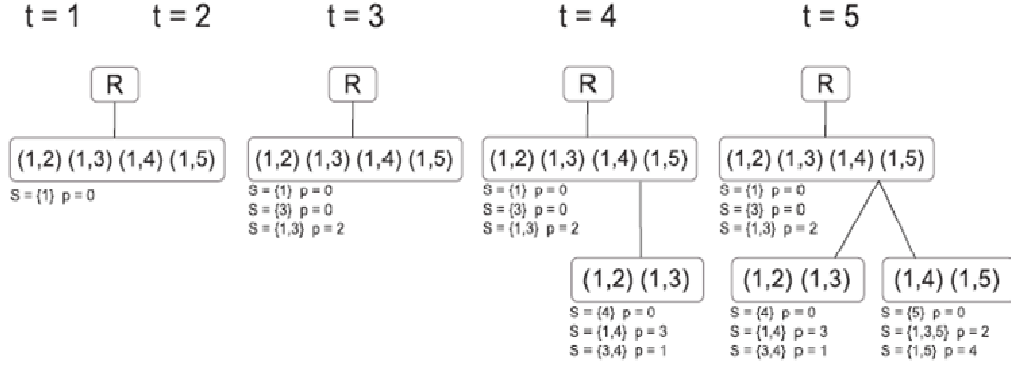 t = 1 t = 2 t = 3 t = 4 t = 5
R R R R
(1,2) (1,3) (1,4) (1,5) (1,2) (1,3) (1,4) (1,5) (1,2) (1,3) (1,4) (1,5) (1,2) (1,3) (1,4) (1,5)
S = {1} p = 0 S = {1} p = 0 S = {1} p = 0 S = {1} p = 0
S = {3} p = 0 S = {3} p = 0 S = {3} p = 0
S = {1,3} p = 2 S = {1,3} p = 2 S = {1,3} p = 2
(1,2) (1,3) (1,2) (1,3) (1,4) (1,5)
S = {4} p = 0 S = {4} p = 0 S = {5} p = 0
S = {1,4} p = 3 S = {1,4} p = 3 S = {1,3,5} p = 2
S = {3,4} p = 1 S = {3,4} p = 1 S = {1,5} p = 4